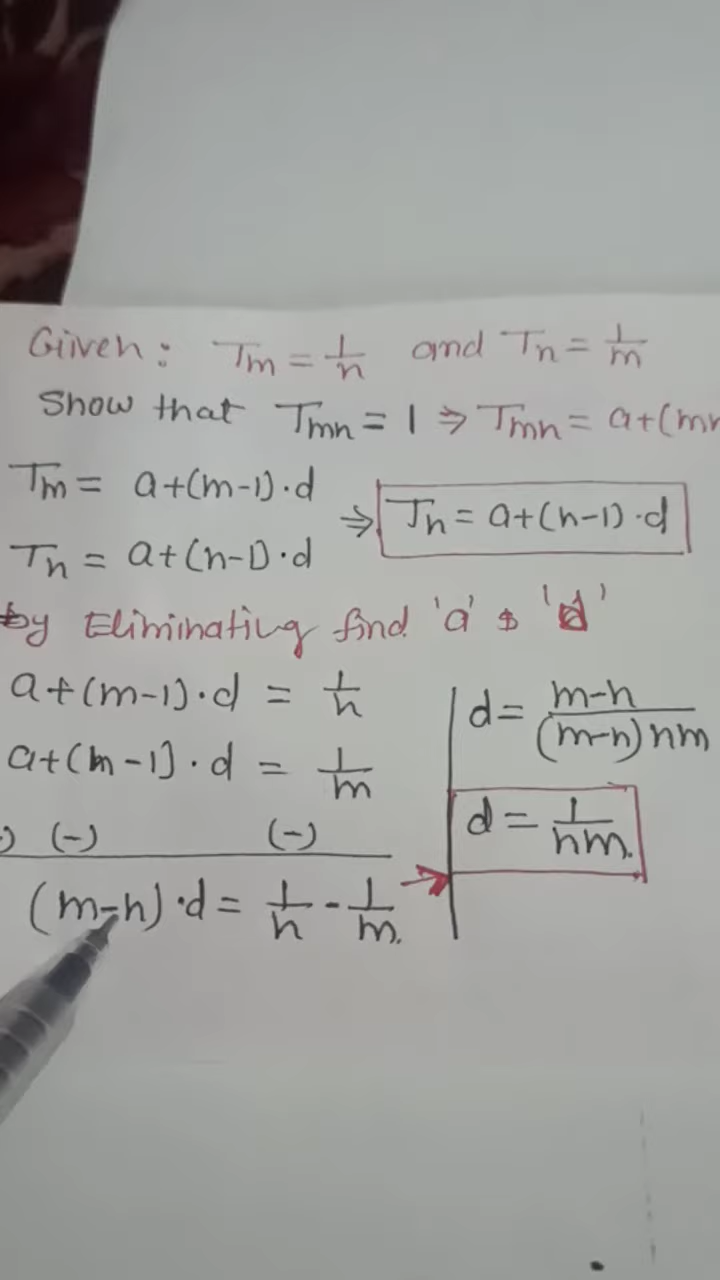 Given: Tm = 1/n and Tn = 1/m
Show that Tmn = 1 ⇒ Tmn = a+(mn
Tm = a+(m-1)·d
⇒ Tn = a+(n-1)·d
Tn = a+(n-1)·d
by Eliminating find 'a' & 'd'
a+(m-1)·d = 1/n
a+(n-1)·d = 1/m
(-) (-)
(m-n)·d = 1/n - 1/m.
d = m-n/(m-n)nm
d = 1/nm.